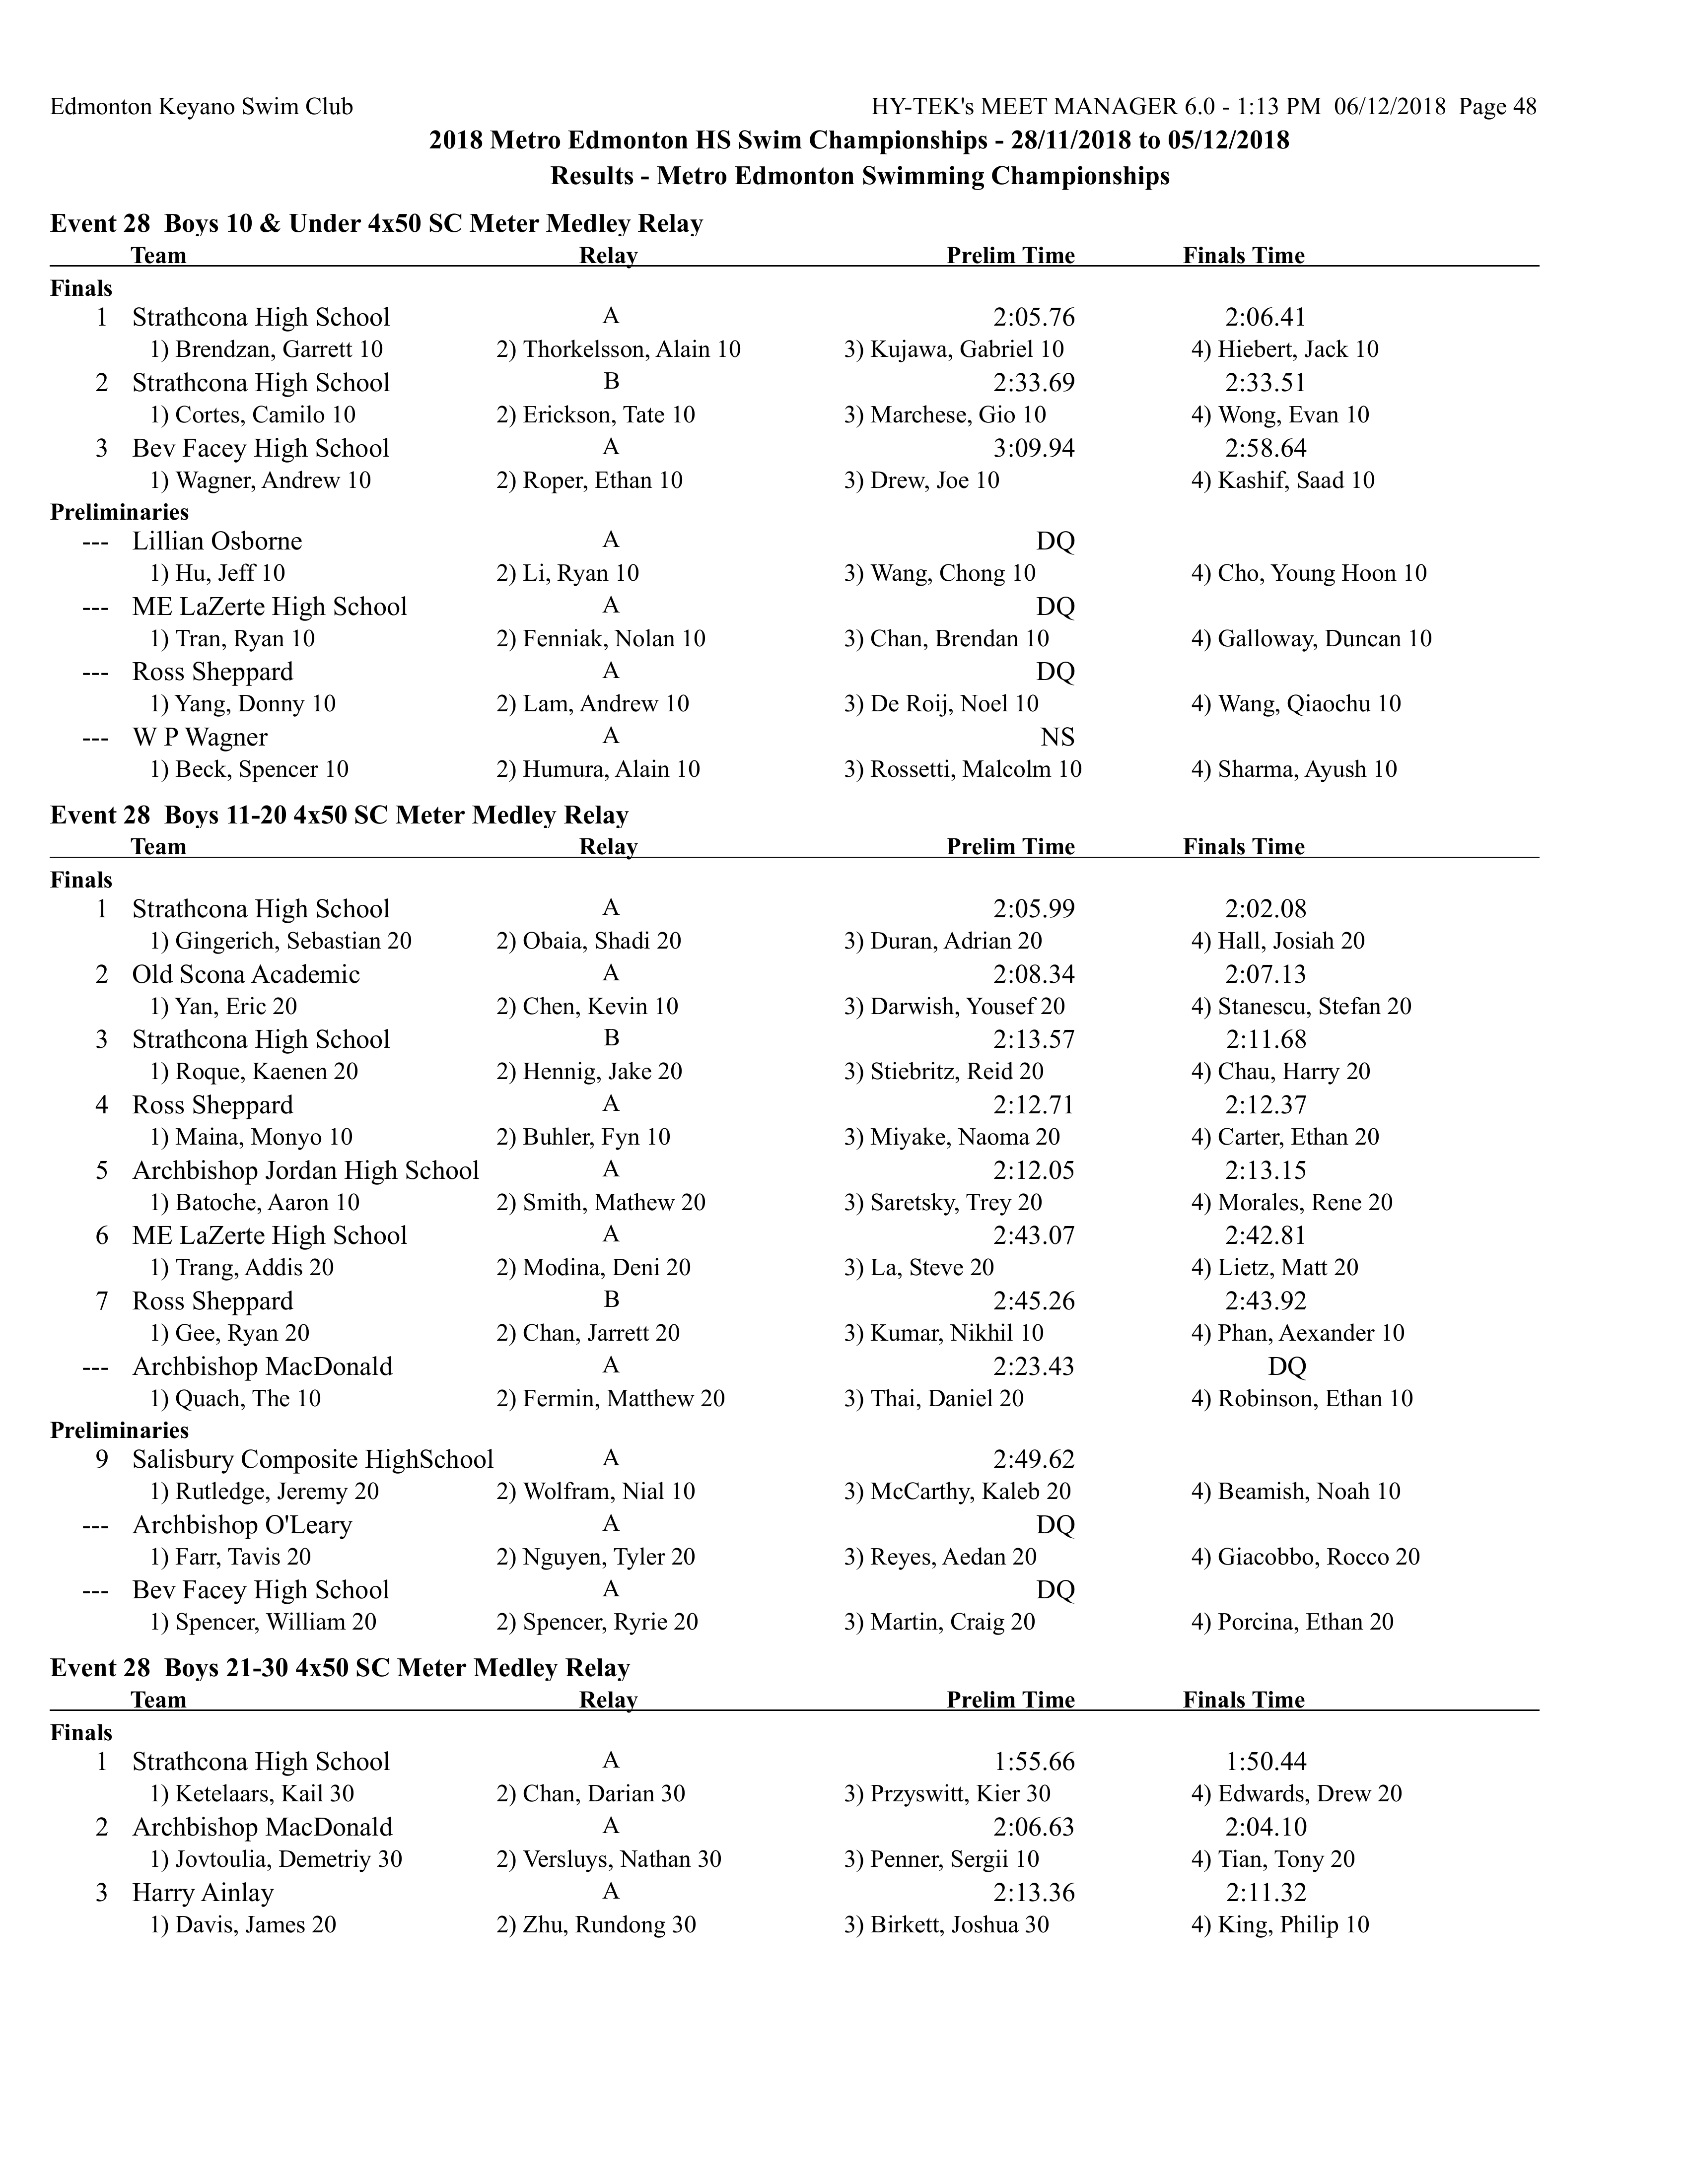 Edmonton Keyano Swim Club HY-TEK's MEET MANAGER 6.0 - 1:13 PM 06/12/2018 Page 48
2018 Metro Edmonton HS Swim Championships - 28/11/2018 to 05/12/2018
Results - Metro Edmonton Swimming Championships
Event 28 Boys 10 & Under 4x50 SC Meter Medley Relay
Team Relay Prelim Time Finals Time
Finals
1 Strathcona High School A 2:05.76 2:06.41
1) Brendzan, Garrett 10 2) Thorkelsson, Alain 10 3) Kujawa, Gabriel 10 4) Hiebert, Jack 10
2 Strathcona High School B 2:33.69 2:33.51
1) Cortes, Camilo 10 2) Erickson, Tate 10 3) Marchese, Gio 10 4) Wong, Evan 10
3 Bev Facey High School A 3:09.94 2:58.64
1) Wagner, Andrew 10 2) Roper, Ethan 10 3) Drew, Joe 10 4) Kashif, Saad 10
Preliminaries
--- Lillian Osborne A DQ
1) Hu, Jeff 10 2) Li, Ryan 10 3) Wang, Chong 10 4) Cho, Young Hoon 10
--- ME LaZerte High School A DQ
1) Tran, Ryan 10 2) Fenniak, Nolan 10 3) Chan, Brendan 10 4) Galloway, Duncan 10
--- Ross Sheppard A DQ
1) Yang, Donny 10 2) Lam, Andrew 10 3) De Roij, Noel 10 4) Wang, Qiaochu 10
--- W P Wagner A NS
1) Beck, Spencer 10 2) Humura, Alain 10 3) Rossetti, Malcolm 10 4) Sharma, Ayush 10
Event 28 Boys 11-20 4x50 SC Meter Medley Relay
Team Relay Prelim Time Finals Time
Finals
1 Strathcona High School A 2:05.99 2:02.08
1) Gingerich, Sebastian 20 2) Obaia, Shadi 20 3) Duran, Adrian 20 4) Hall, Josiah 20
2 Old Scona Academic A 2:08.34 2:07.13
1) Yan, Eric 20 2) Chen, Kevin 10 3) Darwish, Yousef 20 4) Stanescu, Stefan 20
3 Strathcona High School B 2:13.57 2:11.68
1) Roque, Kaenen 20 2) Hennig, Jake 20 3) Stiebritz, Reid 20 4) Chau, Harry 20
4 Ross Sheppard A 2:12.71 2:12.37
1) Maina, Monyo 10 2) Buhler, Fyn 10 3) Miyake, Naoma 20 4) Carter, Ethan 20
5 Archbishop Jordan High School A 2:12.05 2:13.15
1) Batoche, Aaron 10 2) Smith, Mathew 20 3) Saretsky, Trey 20 4) Morales, Rene 20
6 ME LaZerte High School A 2:43.07 2:42.81
1) Trang, Addis 20 2) Modina, Deni 20 3) La, Steve 20 4) Lietz, Matt 20
7 Ross Sheppard B 2:45.26 2:43.92
1) Gee, Ryan 20 2) Chan, Jarrett 20 3) Kumar, Nikhil 10 4) Phan, Aexander 10
--- Archbishop MacDonald A 2:23.43 DQ
1) Quach, The 10 2) Fermin, Matthew 20 3) Thai, Daniel 20 4) Robinson, Ethan 10
Preliminaries
9 Salisbury Composite HighSchool A 2:49.62
1) Rutledge, Jeremy 20 2) Wolfram, Nial 10 3) McCarthy, Kaleb 20 4) Beamish, Noah 10
--- Archbishop O'Leary A DQ
1) Farr, Tavis 20 2) Nguyen, Tyler 20 3) Reyes, Aedan 20 4) Giacobbo, Rocco 20
--- Bev Facey High School A DQ
1) Spencer, William 20 2) Spencer, Ryrie 20 3) Martin, Craig 20 4) Porcina, Ethan 20
Event 28 Boys 21-30 4x50 SC Meter Medley Relay
Team Relay Prelim Time Finals Time
Finals
1 Strathcona High School A 1:55.66 1:50.44
1) Ketelaars, Kail 30 2) Chan, Darian 30 3) Przyswitt, Kier 30 4) Edwards, Drew 20
2 Archbishop MacDonald A 2:06.63 2:04.10
1) Jovtoulia, Demetriy 30 2) Versluys, Nathan 30 3) Penner, Sergii 10 4) Tian, Tony 20
3 Harry Ainlay A 2:13.36 2:11.32
1) Davis, James 20 2) Zhu, Rundong 30 3) Birkett, Joshua 30 4) King, Philip 10